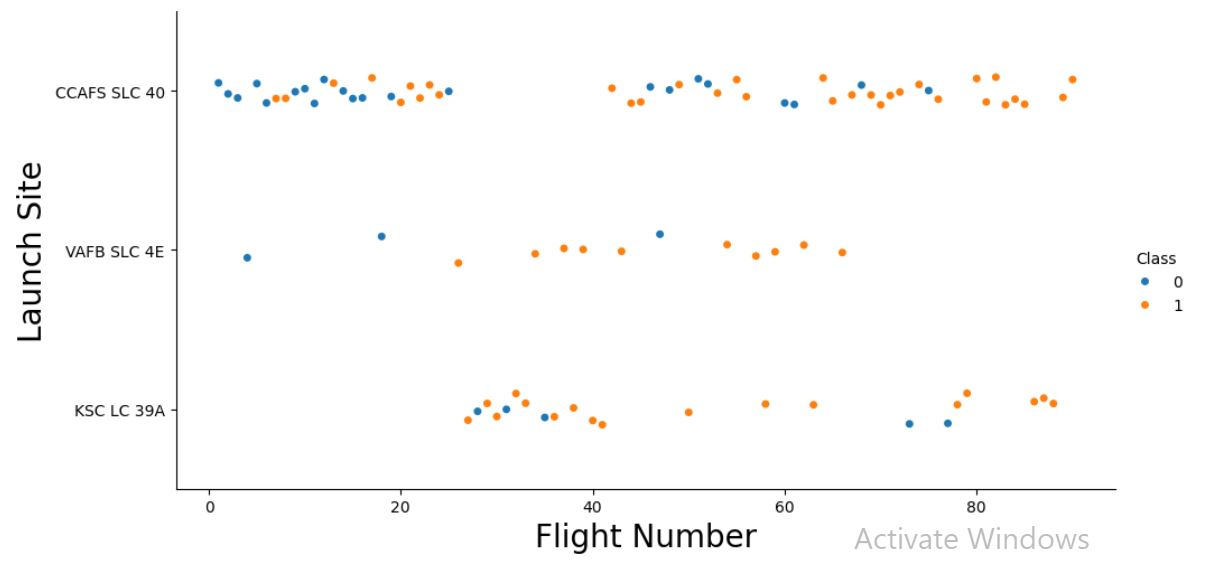 CCAFS SLC 40
VAFB SLC 4E
KSC LC 39A
Launch Site
0
20
40
60
80
Flight Number
Class
0
1
Activate Windows